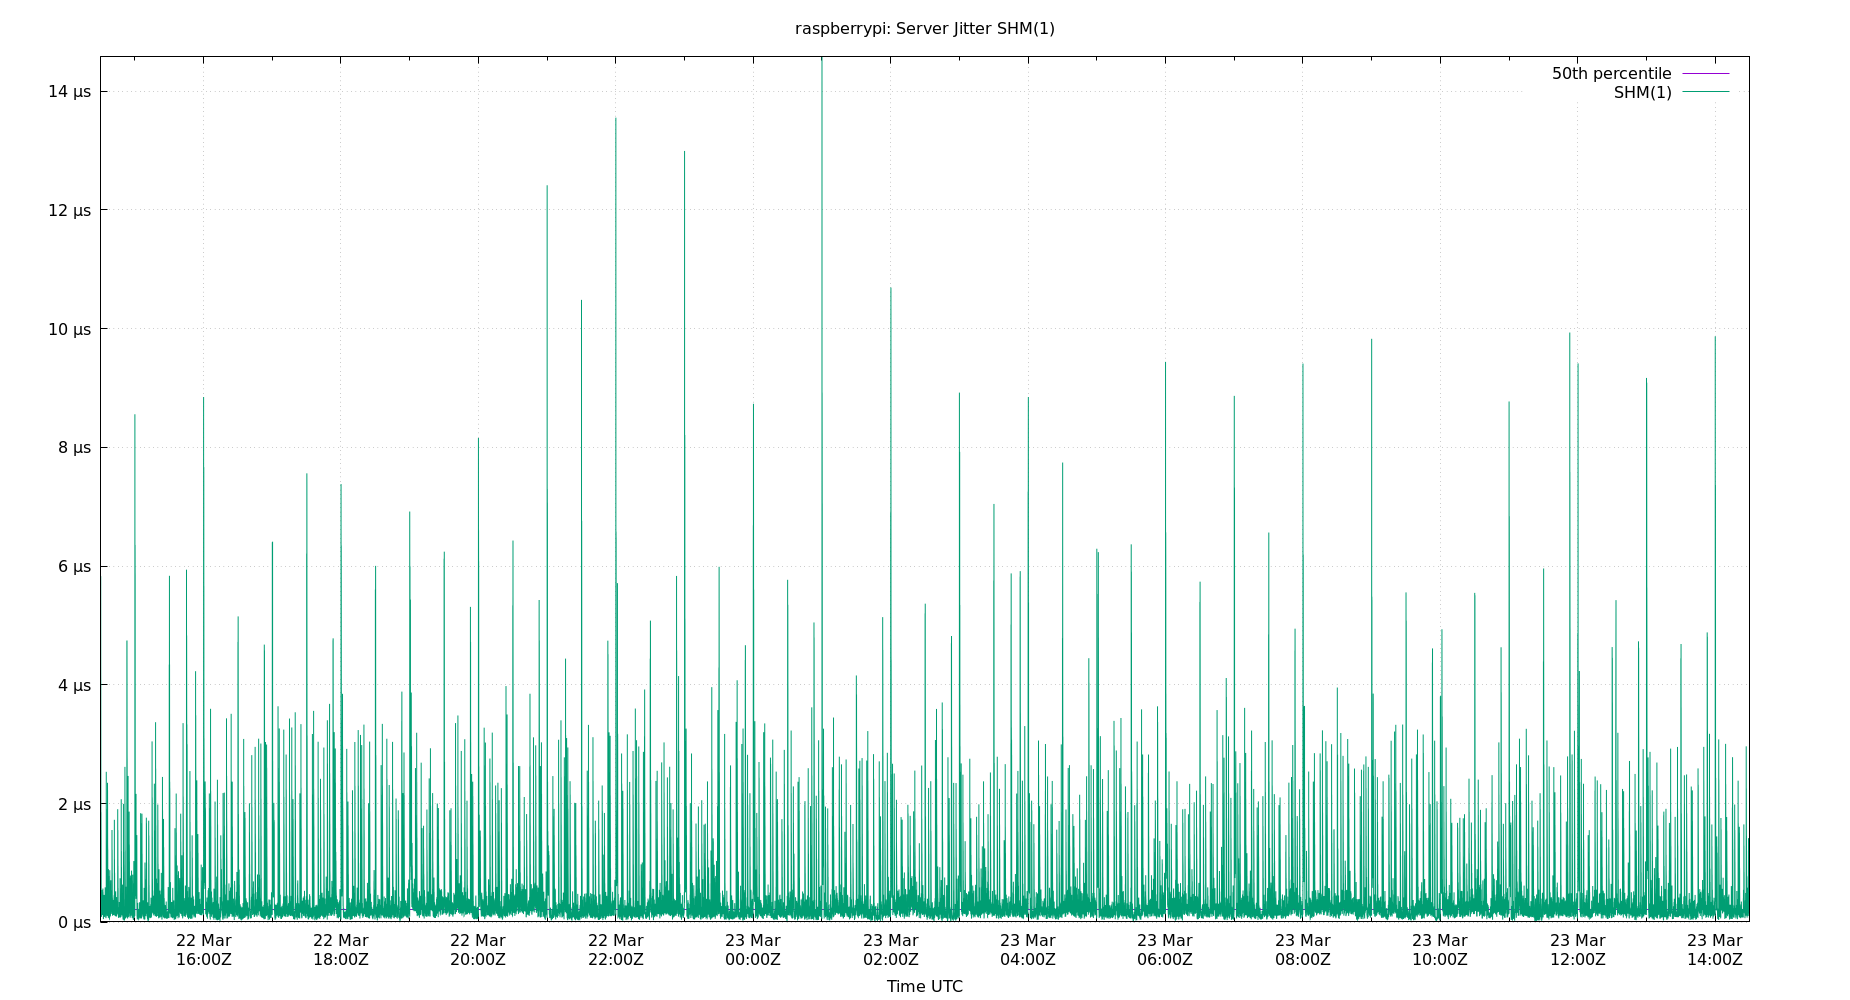 raspberrypi: Server Jitter SHM(1)
50th percentile
SHM(1)
14 µs
12 µs
10 µs
8 µs
6 µs
4 µs
2 µs
0 µs
22 Mar 22 Mar 22 Mar 22 Mar 23 Mar 23 Mar 23 Mar 23 Mar 23 Mar 23 Mar 23 Mar 23 Mar
16:00Z 18:00Z 20:00Z 22:00Z 00:00Z 02:00Z 04:00Z 06:00Z 08:00Z 10:00Z 12:00Z 14:00Z
Time UTC